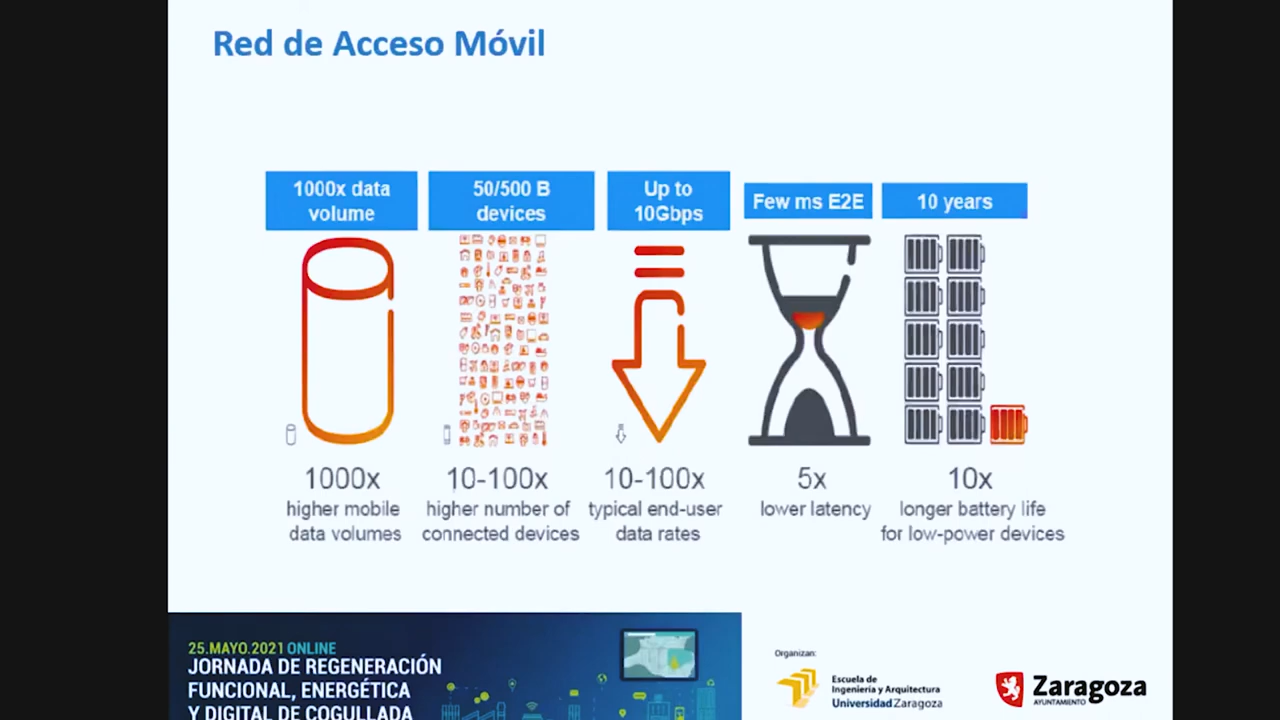 Red de Acceso Móvil
1000x data
volume
50/500 B
devices
Up to
10Gbps
Few ms E2E
10 years
1000x
higher mobile
data volumes
10-100x
higher number of
connected devices
10-100x
typical end-user
data rates
5x
lower latency
10x
longer battery life
for low-power devices
25.MAYO.2021 ONLINE
JORNADA DE REGENERACIÓN
FUNCIONAL, ENERGÉTICA
Y DIGITAL DE COGULLADA
Organizan:
Escuela de
Ingeniería y Arquitectura
Universidad Zaragoza
Zaragoza
AYUNTAMIENTO